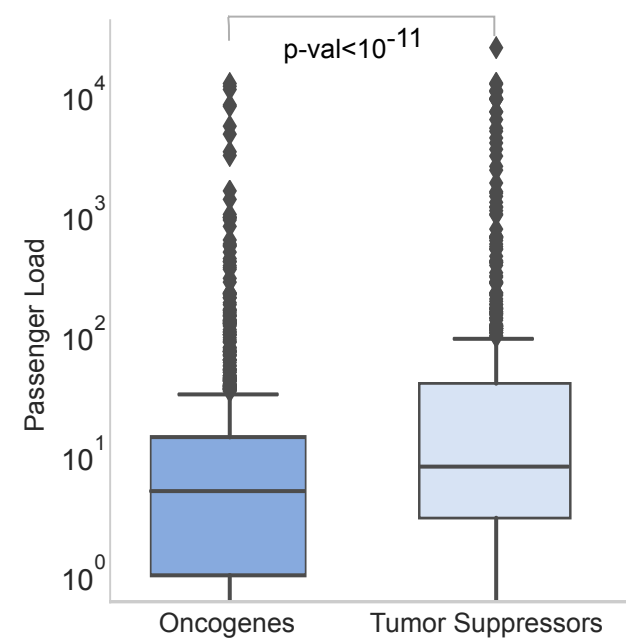 p-val<10^-11
10^4
10^3
10^2
10^1
10^0
Passenger Load
Oncogenes
Tumor Suppressors